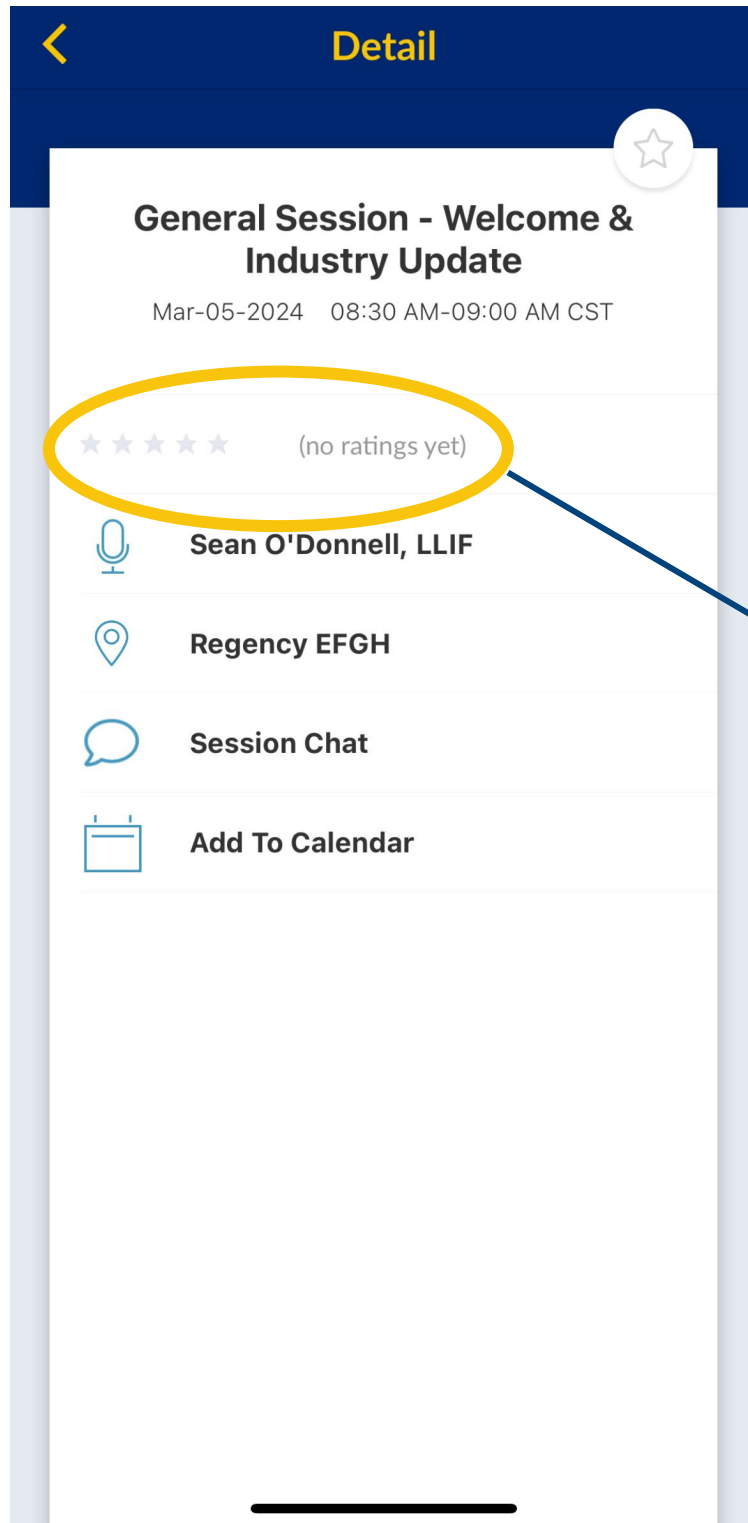 Detail
General Session - Welcome &
Industry Update
Mar-05-2024 08:30 AM-09:00 AM CST
(no ratings yet)
Sean O'Donnell, LLIF
Regency EFGH
Session Chat
Add To Calendar